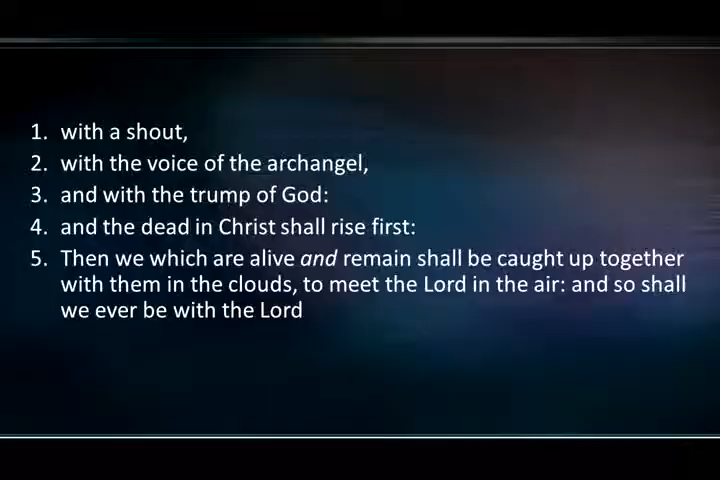 1. with a shout,
2. with the voice of the archangel,
3. and with the trump of God:
4. and the dead in Christ shall rise first:
5. Then we which are alive and remain shall be caught up together
with them in the clouds, to meet the Lord in the air: and so shall
we ever be with the Lord